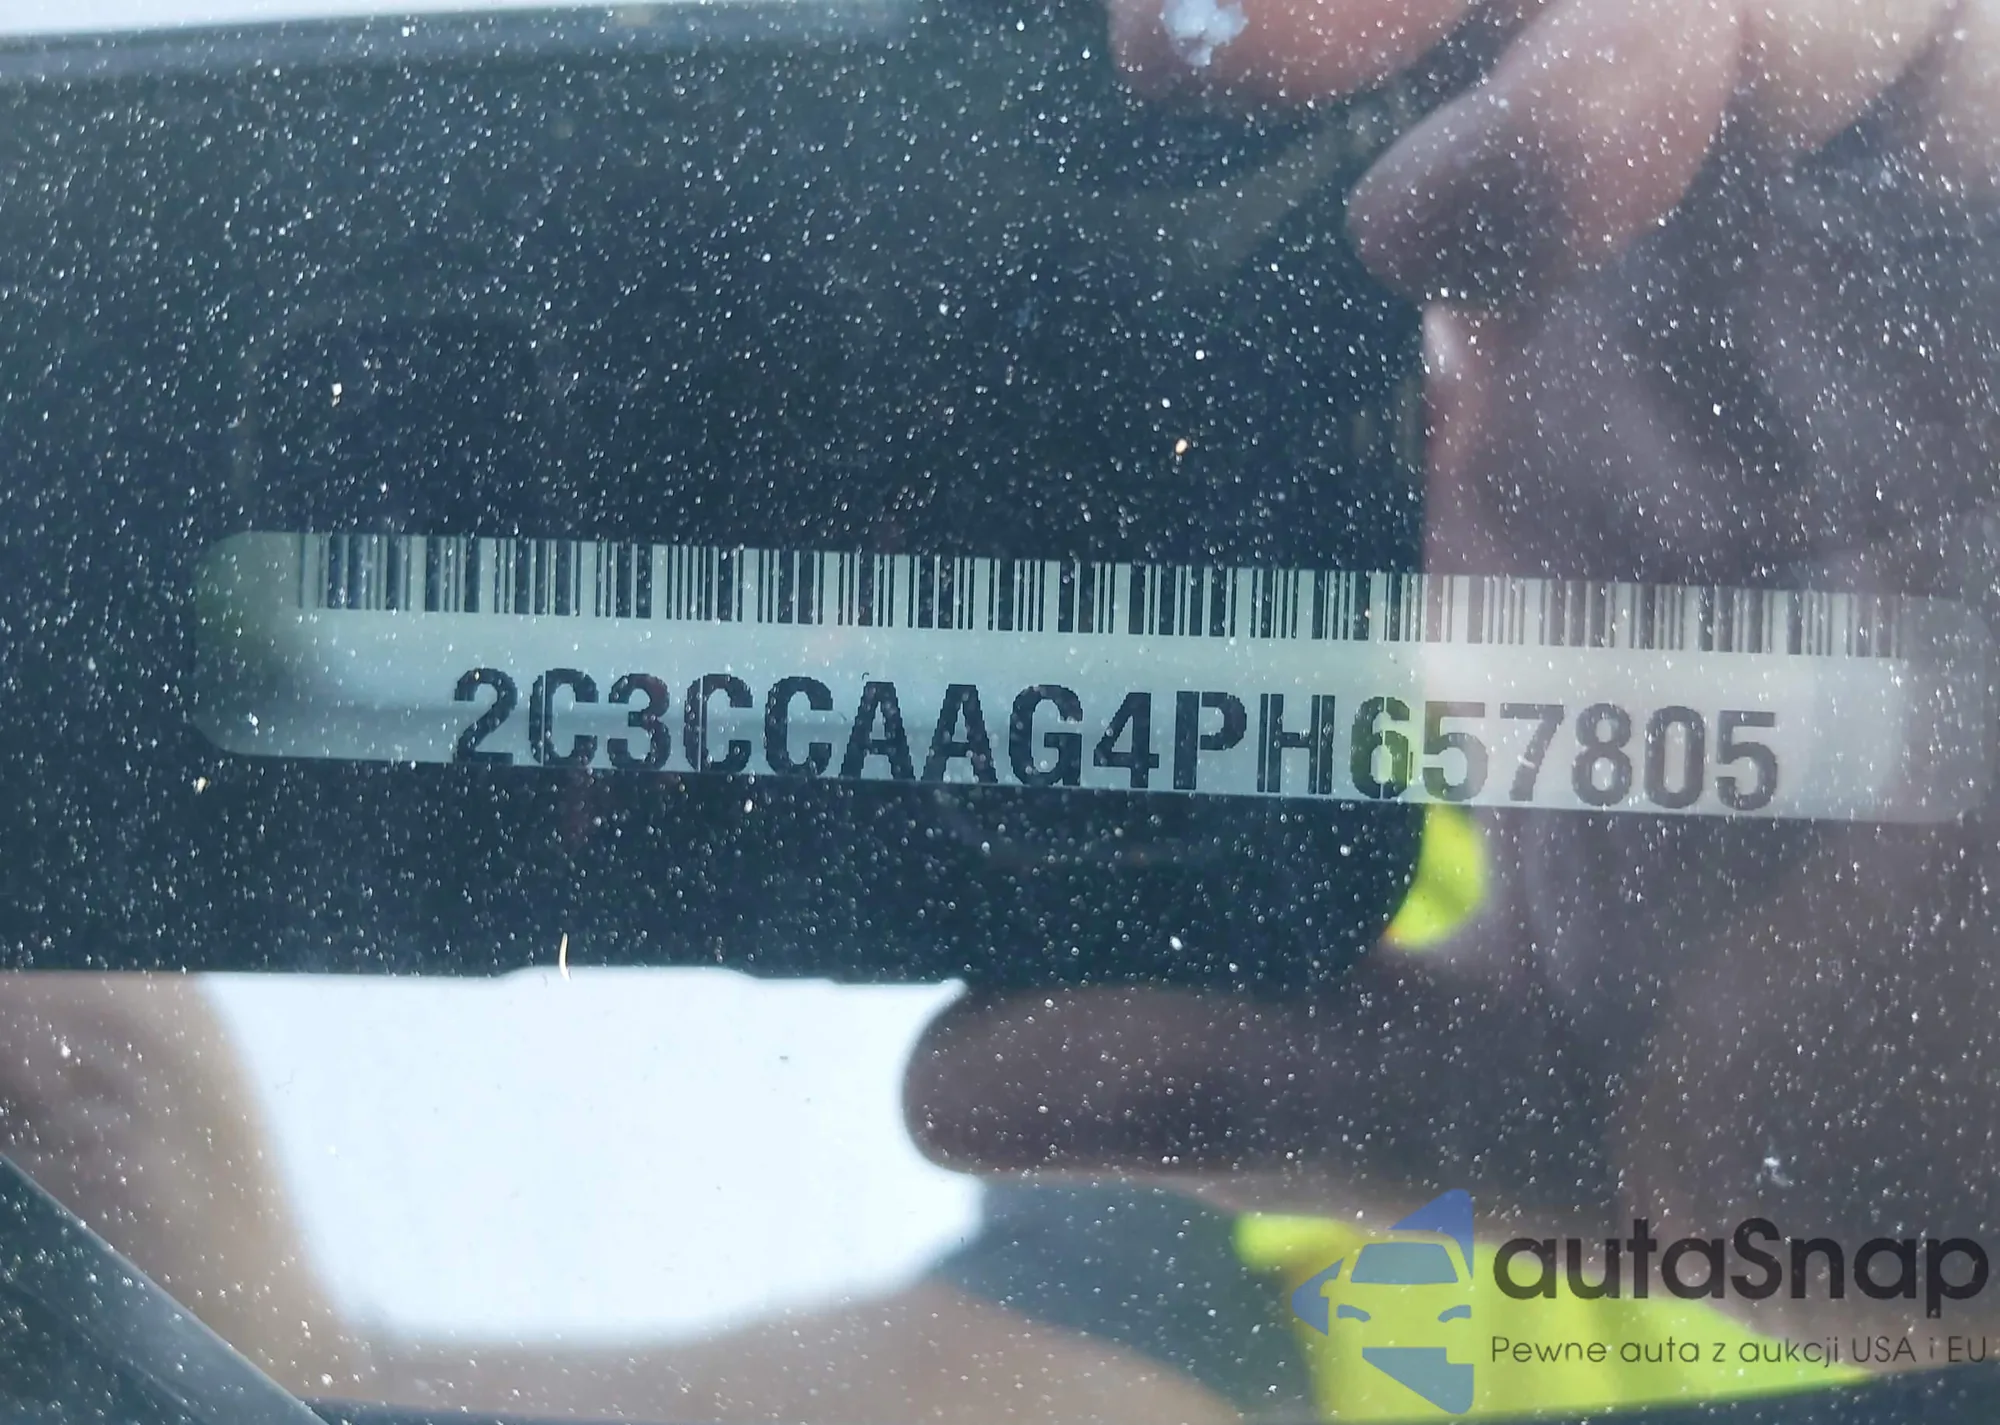 2C3CCAAG4PH657805
autaSnap
Pewne auta z aukcji USA i EU